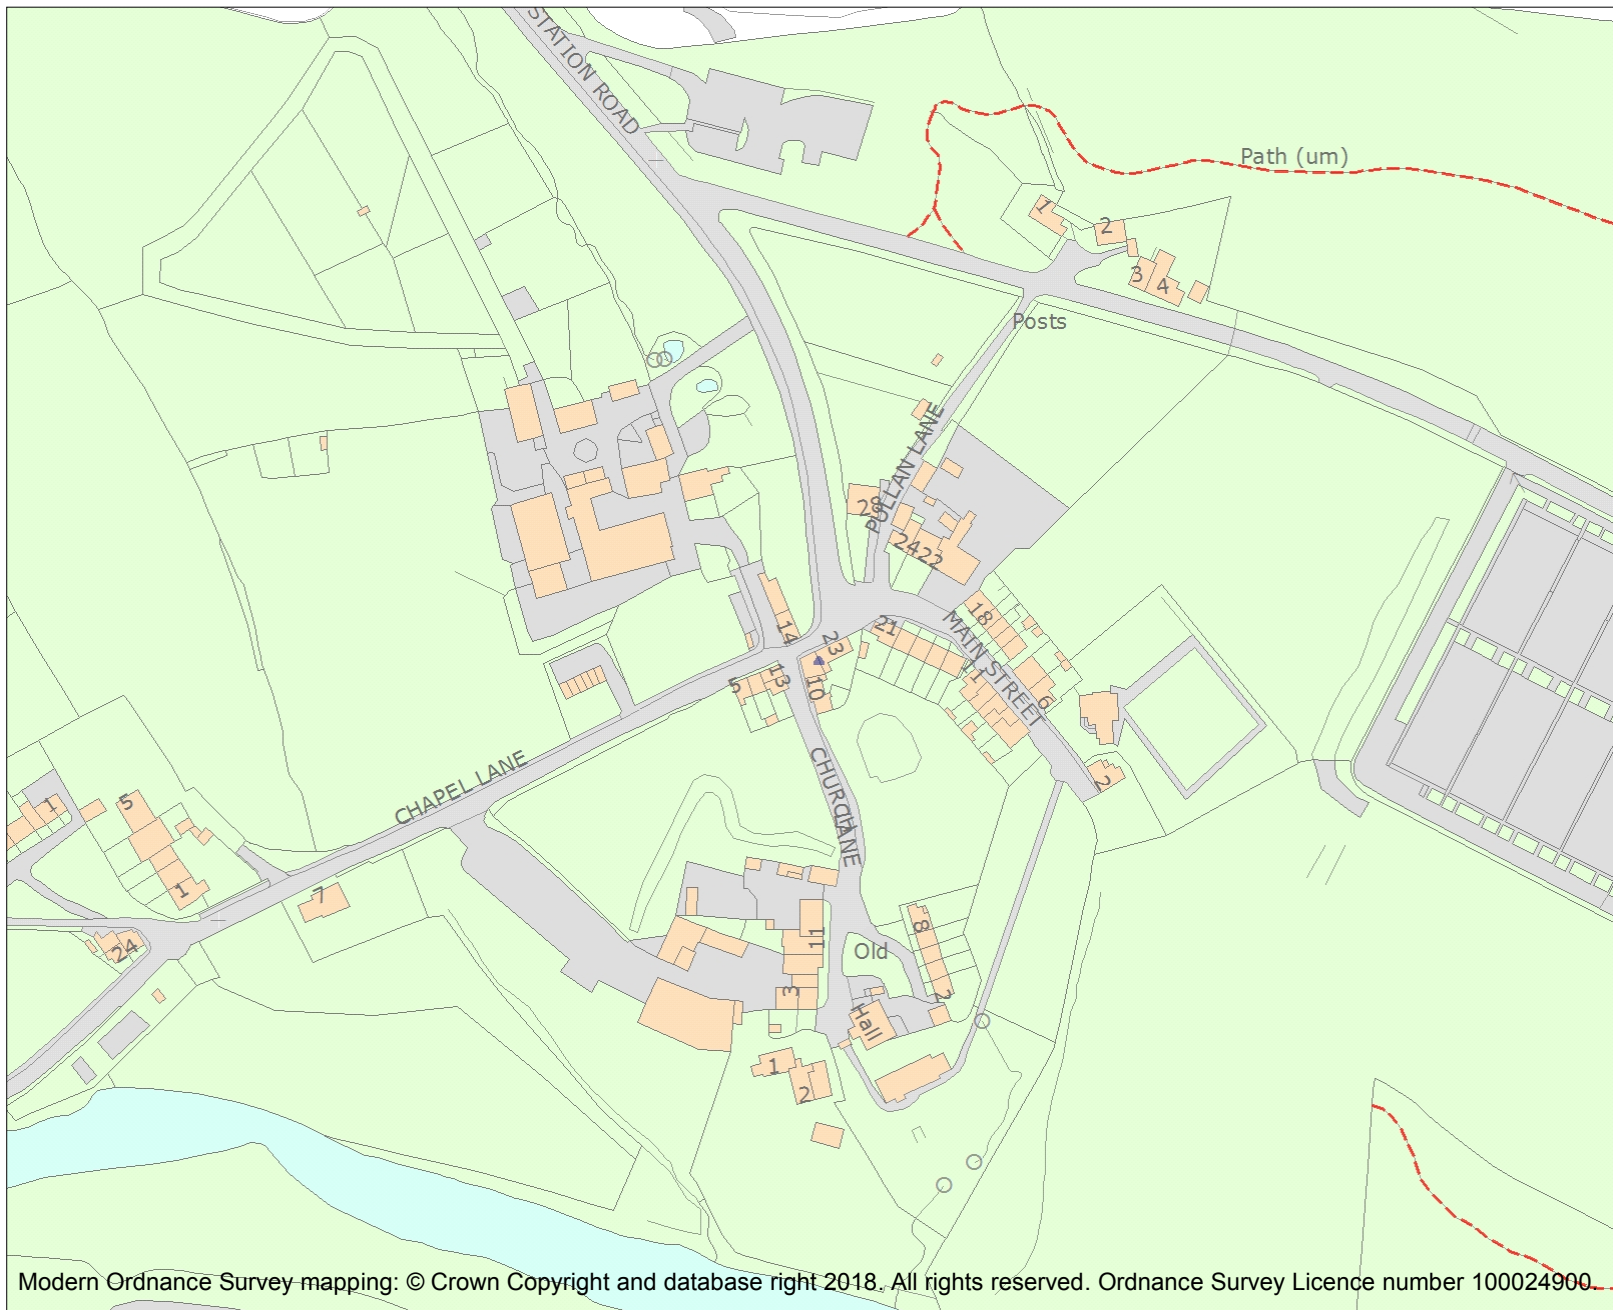 STATION ROAD
Path (um)
1
2
3
4
Posts
PULLAN LANE
28
24
22
18
MAIN STREET
14
23
21
11
5
13
10
6
2
CHURCH
LANE
CHAPEL LANE
1
5
1
7
24
8
11
Old
3
2
Hall
1
2
Modern Ordnance Survey mapping: © Crown Copyright and database right 2018. All rights reserved. Ordnance Survey Licence number 100024900.